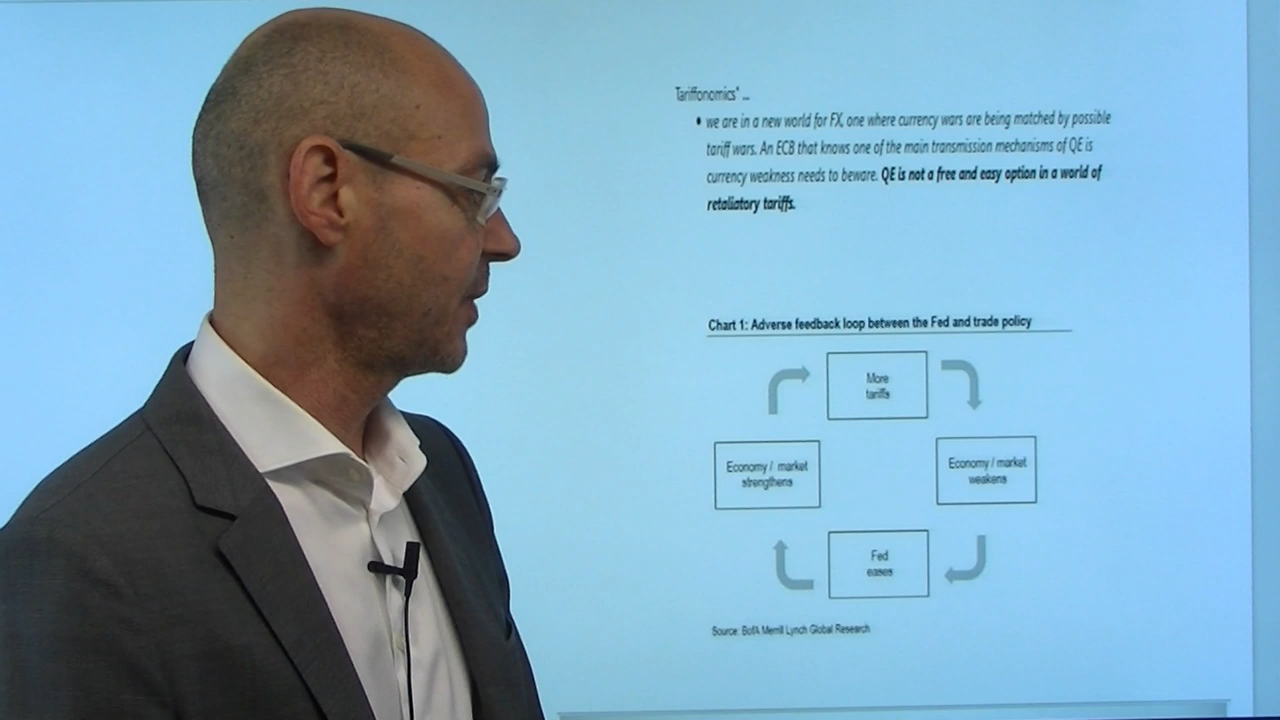 Tariffonomics" ...
• we are in a new world for FX, one where currency wars are being matched by possible
tariff wars. An ECB that knows one of the main transmission mechanisms of QE is
currency weakness needs to beware. QE is not a free and easy option in a world of
retaliatory tariffs.
Chart 1: Adverse feedback loop between the Fed and trade policy
More
tariffs
Economy / market
strengthens
Economy / market
weakens
Fed
eases
Source: BofA Merrill Lynch Global Research